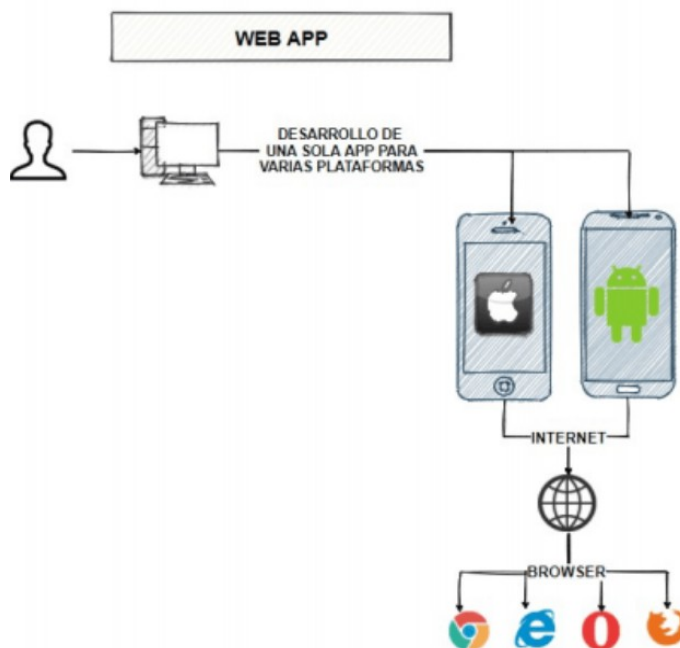 WEB APP
DESARROLLO DE
UNA SOLA APP PARA
VARIAS PLATAFORMAS
INTERNET
BROWSER